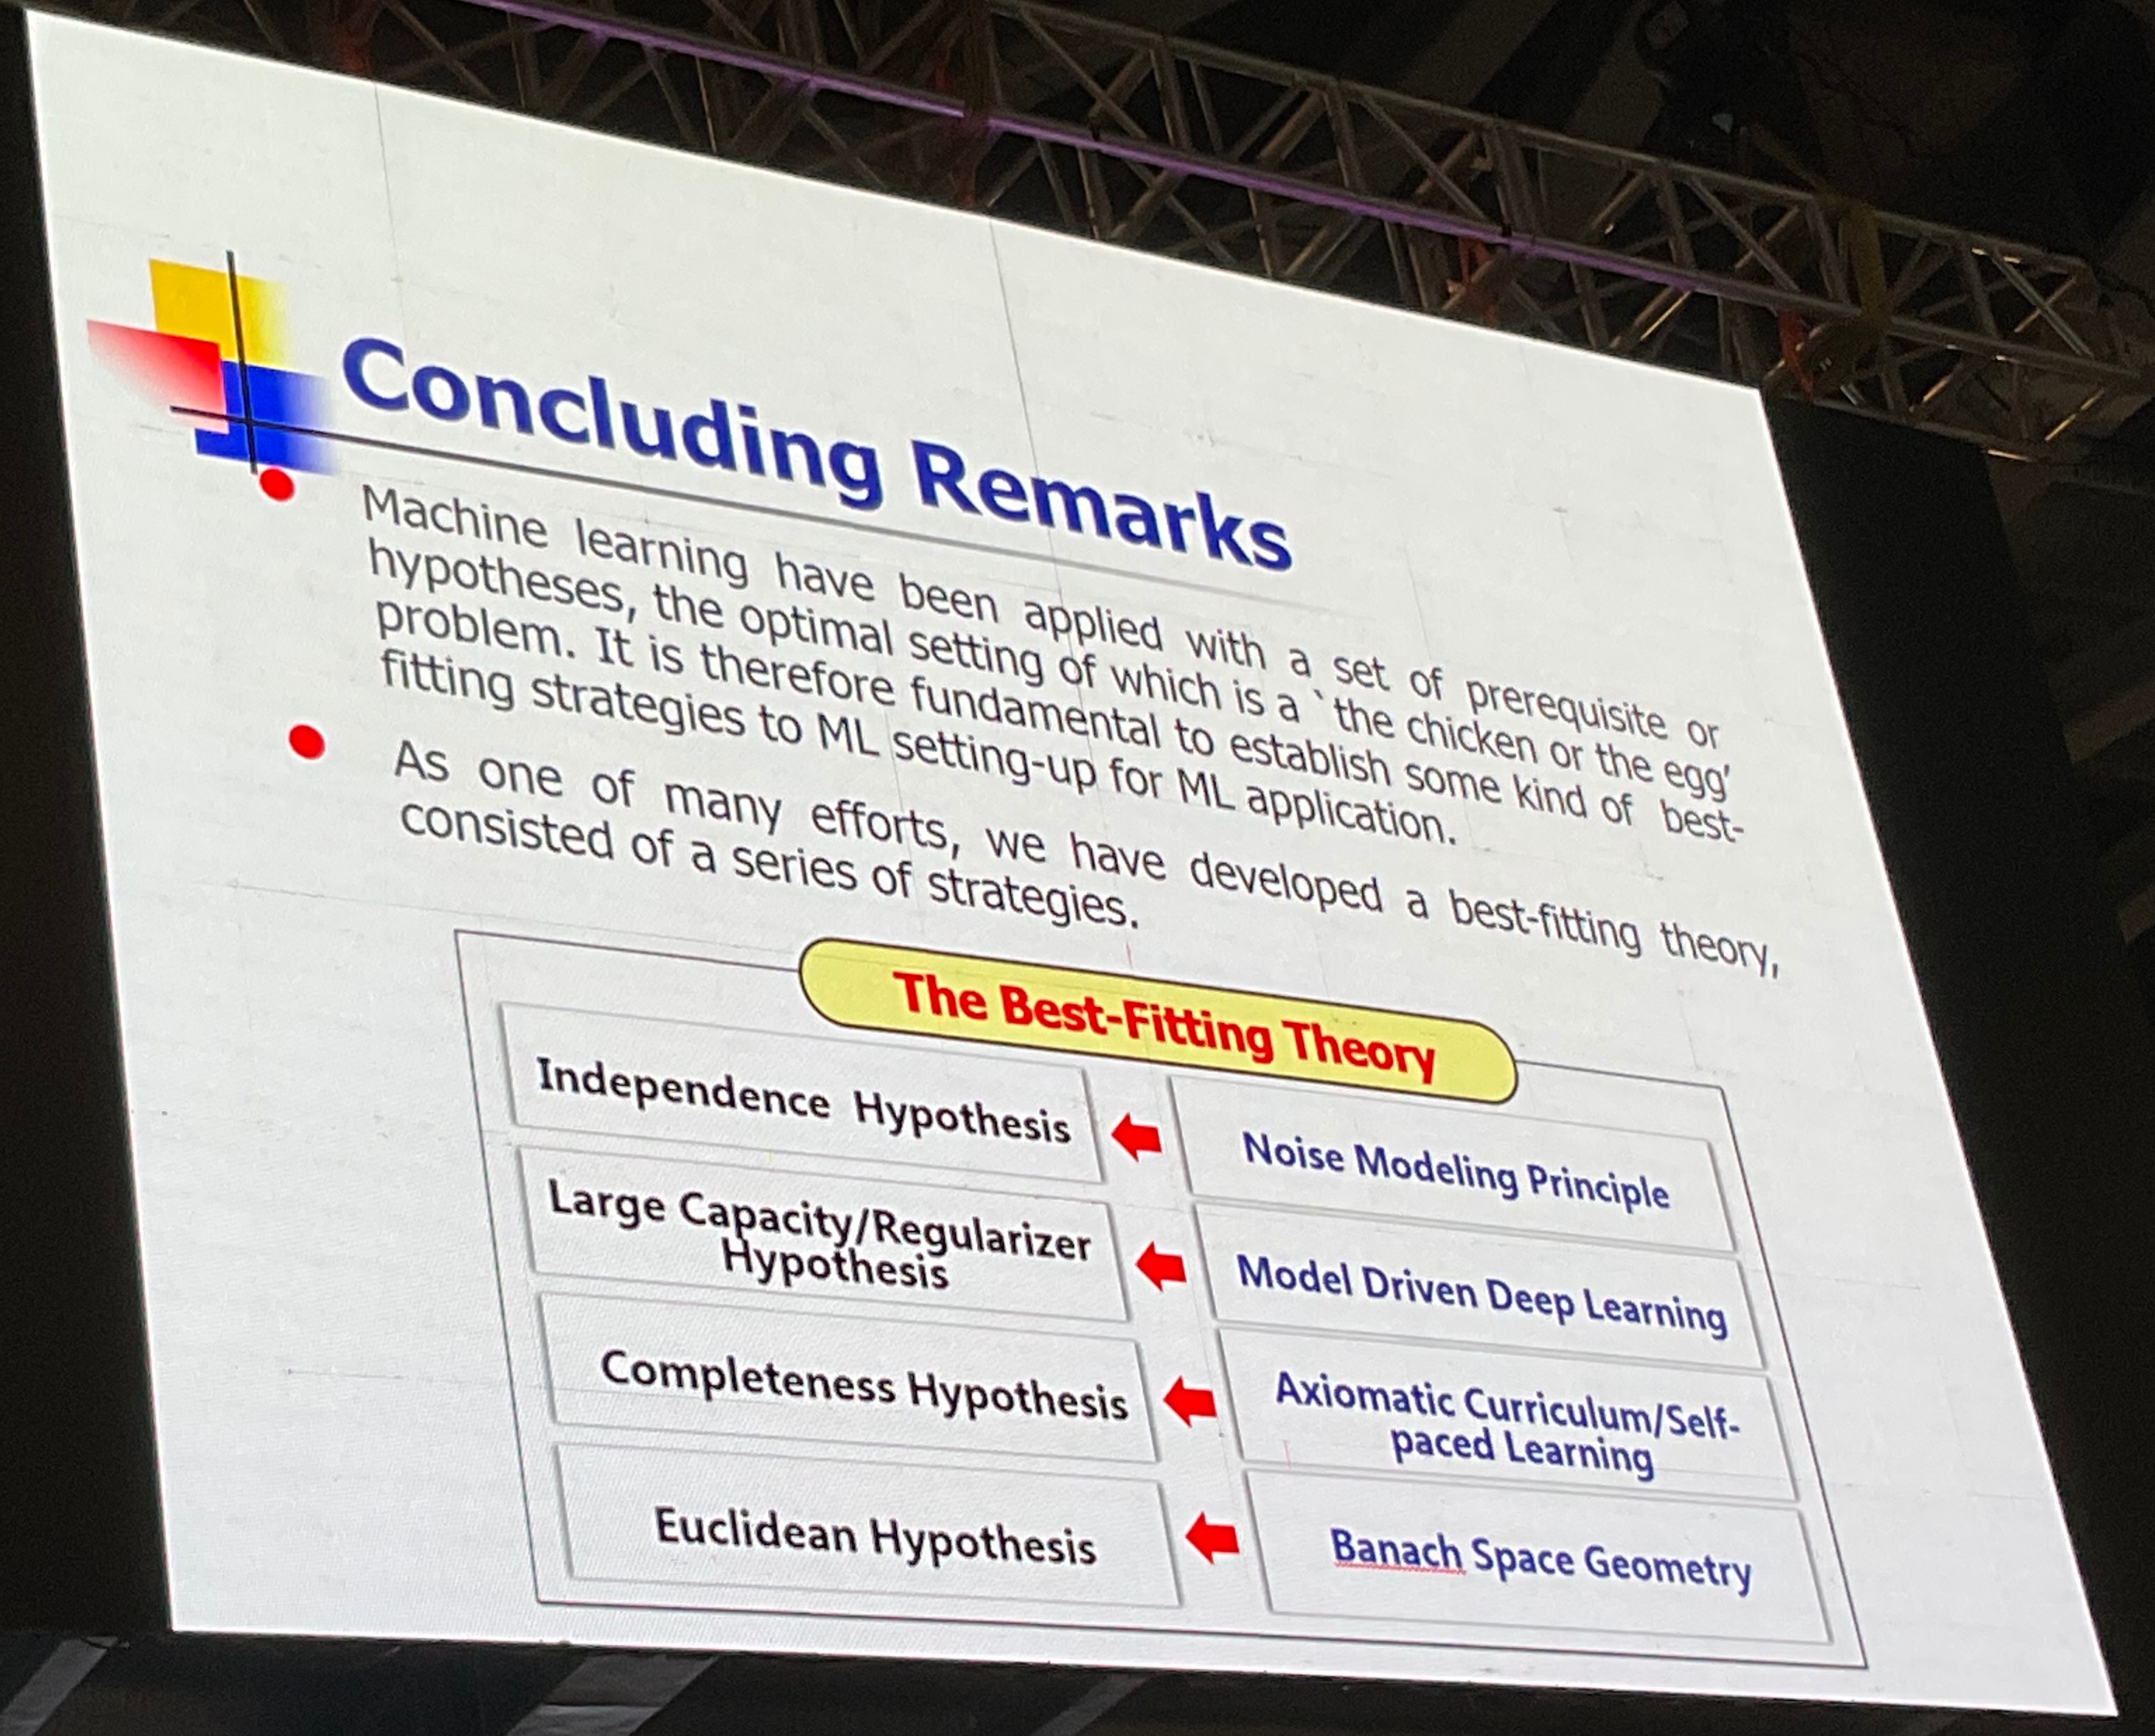 Concluding Remarks
Machine learning have been applied with a set of prerequisite or
hypotheses, the optimal setting of which is a `the chicken or the egg’
problem. It is therefore fundamental to establish some kind of best-
fitting strategies to ML setting-up for ML application.
As one of many efforts, we have developed a best-fitting theory,
consisted of a series of strategies.
The Best-Fitting Theory
Independence Hypothesis
Noise Modeling Principle
Large Capacity/Regularizer
Hypothesis
Model Driven Deep Learning
Completeness Hypothesis
Axiomatic Curriculum/Self-
paced Learning
Euclidean Hypothesis
Banach Space Geometry